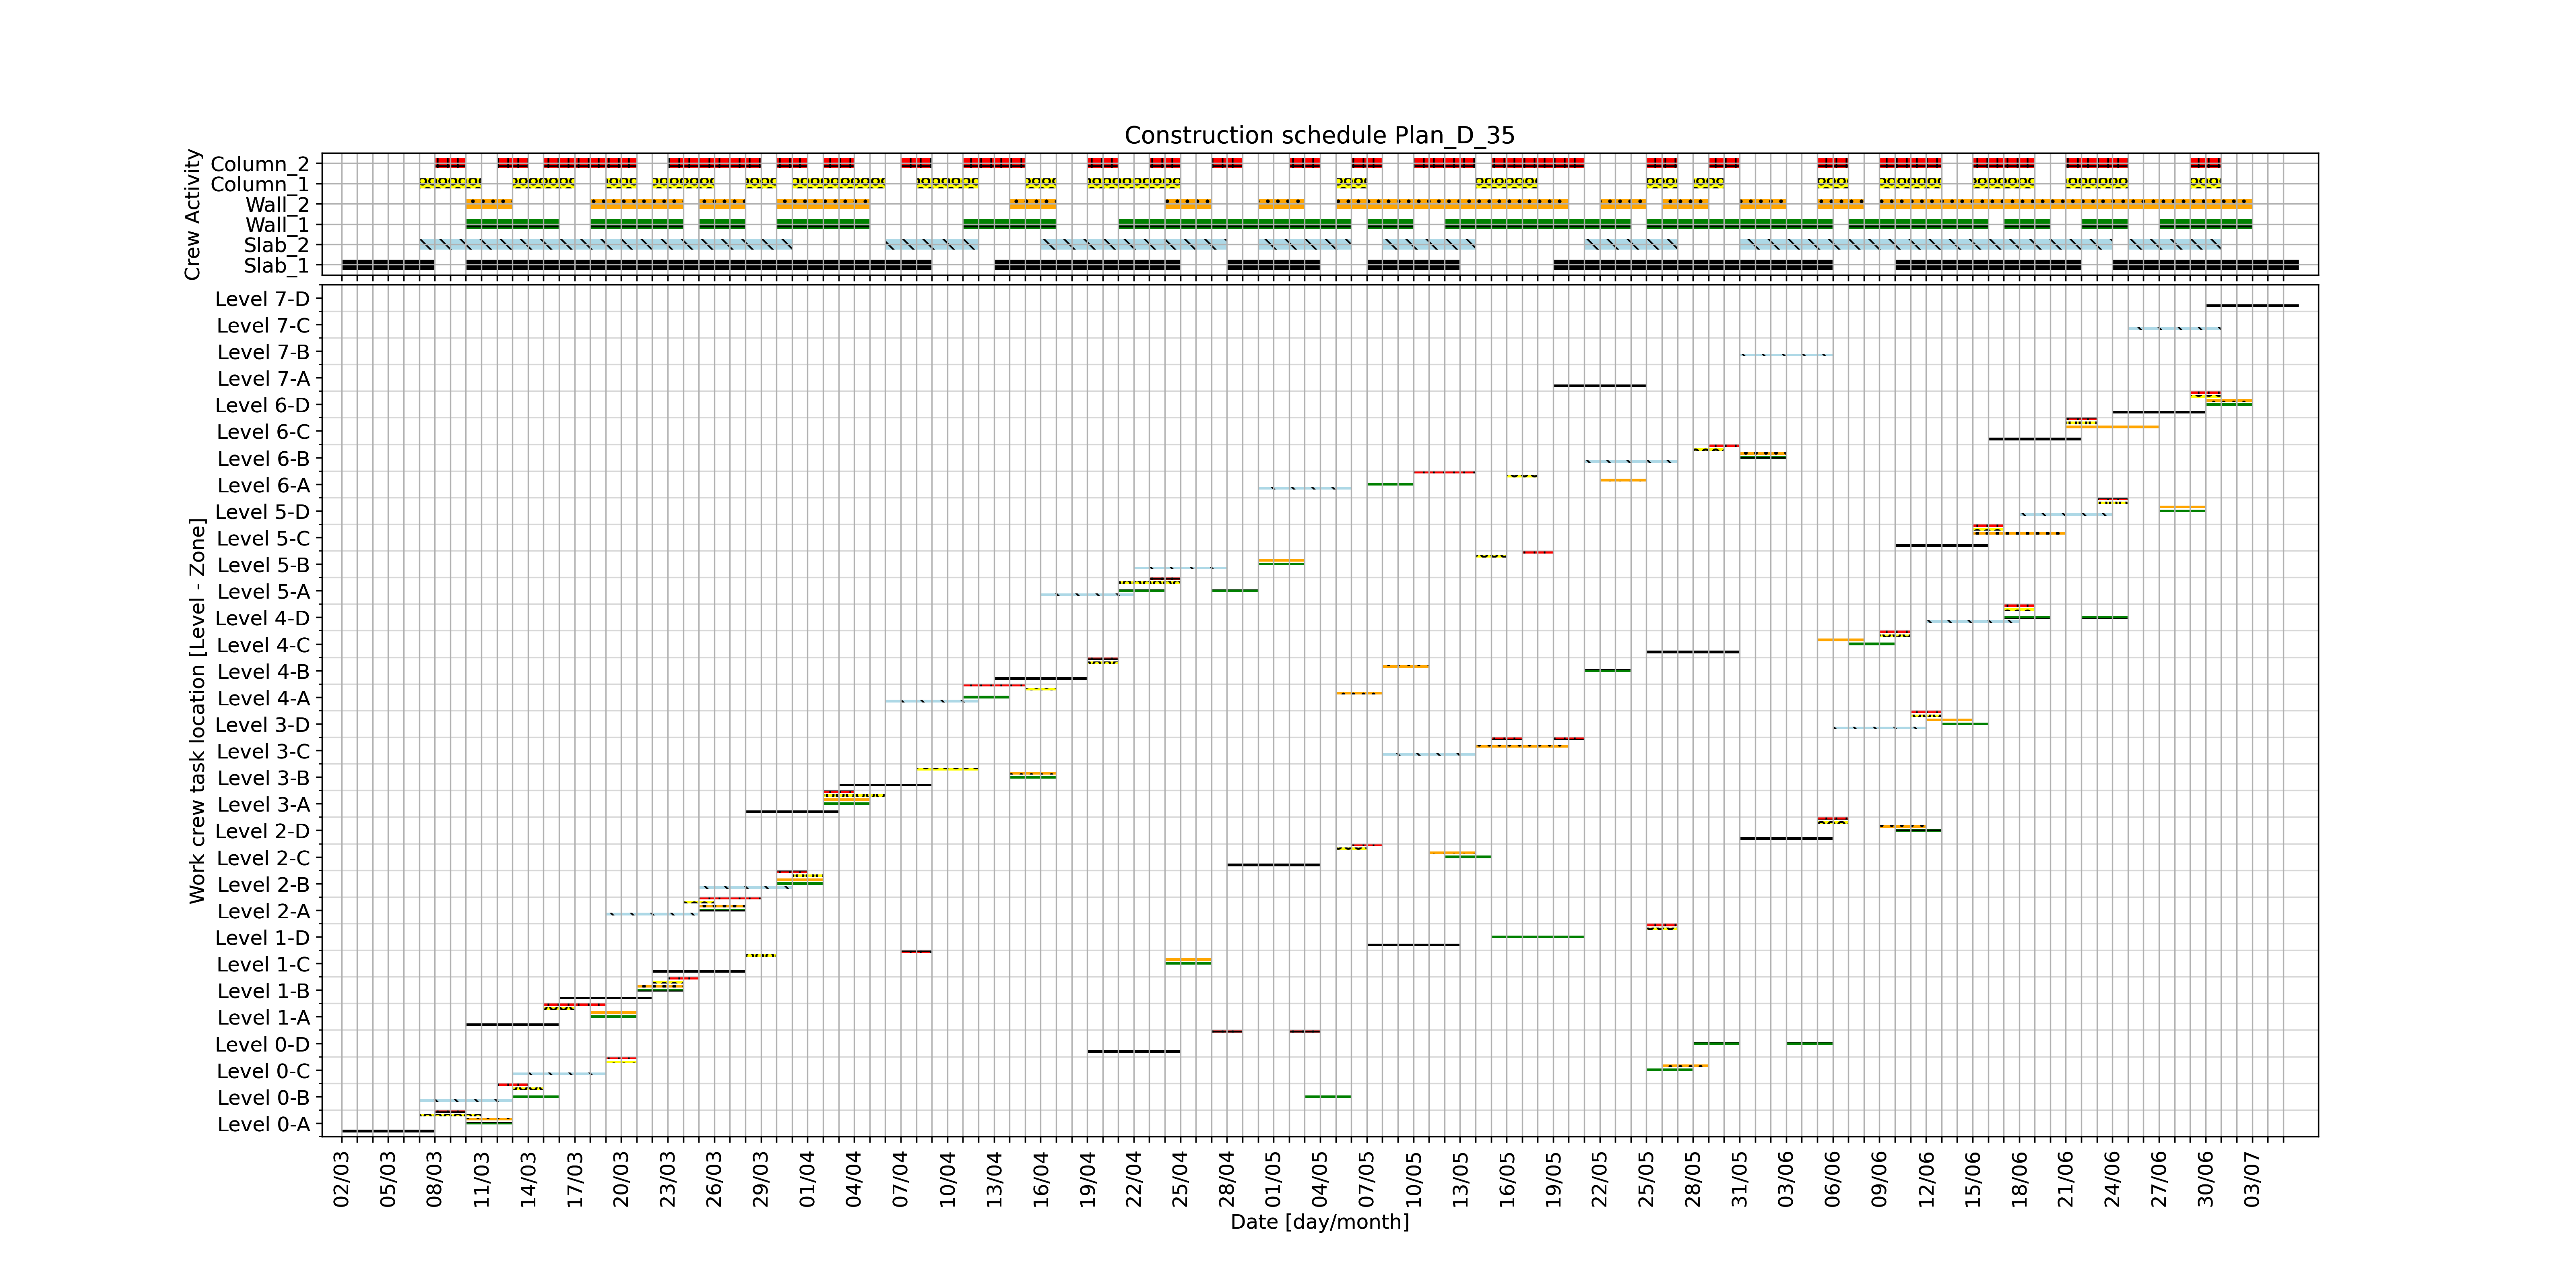 Construction schedule Plan_D_35
Crew Activity
Column_2
Column_1
Wall_2
Wall_1
Slab_2
Slab_1
Work crew task location [Level - Zone]
Level 7-D
Level 7-C
Level 7-B
Level 7-A
Level 6-D
Level 6-C
Level 6-B
Level 6-A
Level 5-D
Level 5-C
Level 5-B
Level 5-A
Level 4-D
Level 4-C
Level 4-B
Level 4-A
Level 3-D
Level 3-C
Level 3-B
Level 3-A
Level 2-D
Level 2-C
Level 2-B
Level 2-A
Level 1-D
Level 1-C
Level 1-B
Level 1-A
Level 0-D
Level 0-C
Level 0-B
Level 0-A
02/03 05/03 08/03 11/03 14/03 17/03 20/03 23/03 26/03 29/03 01/04 04/04 07/04 10/04 13/04 16/04 19/04 22/04 25/04 28/04 01/05 04/05 07/05 10/05 13/05 16/05 19/05 22/05 25/05 28/05 31/05 03/06 06/06 09/06 12/06 15/06 18/06 21/06 24/06 27/06 30/06 03/07
Date [day/month]